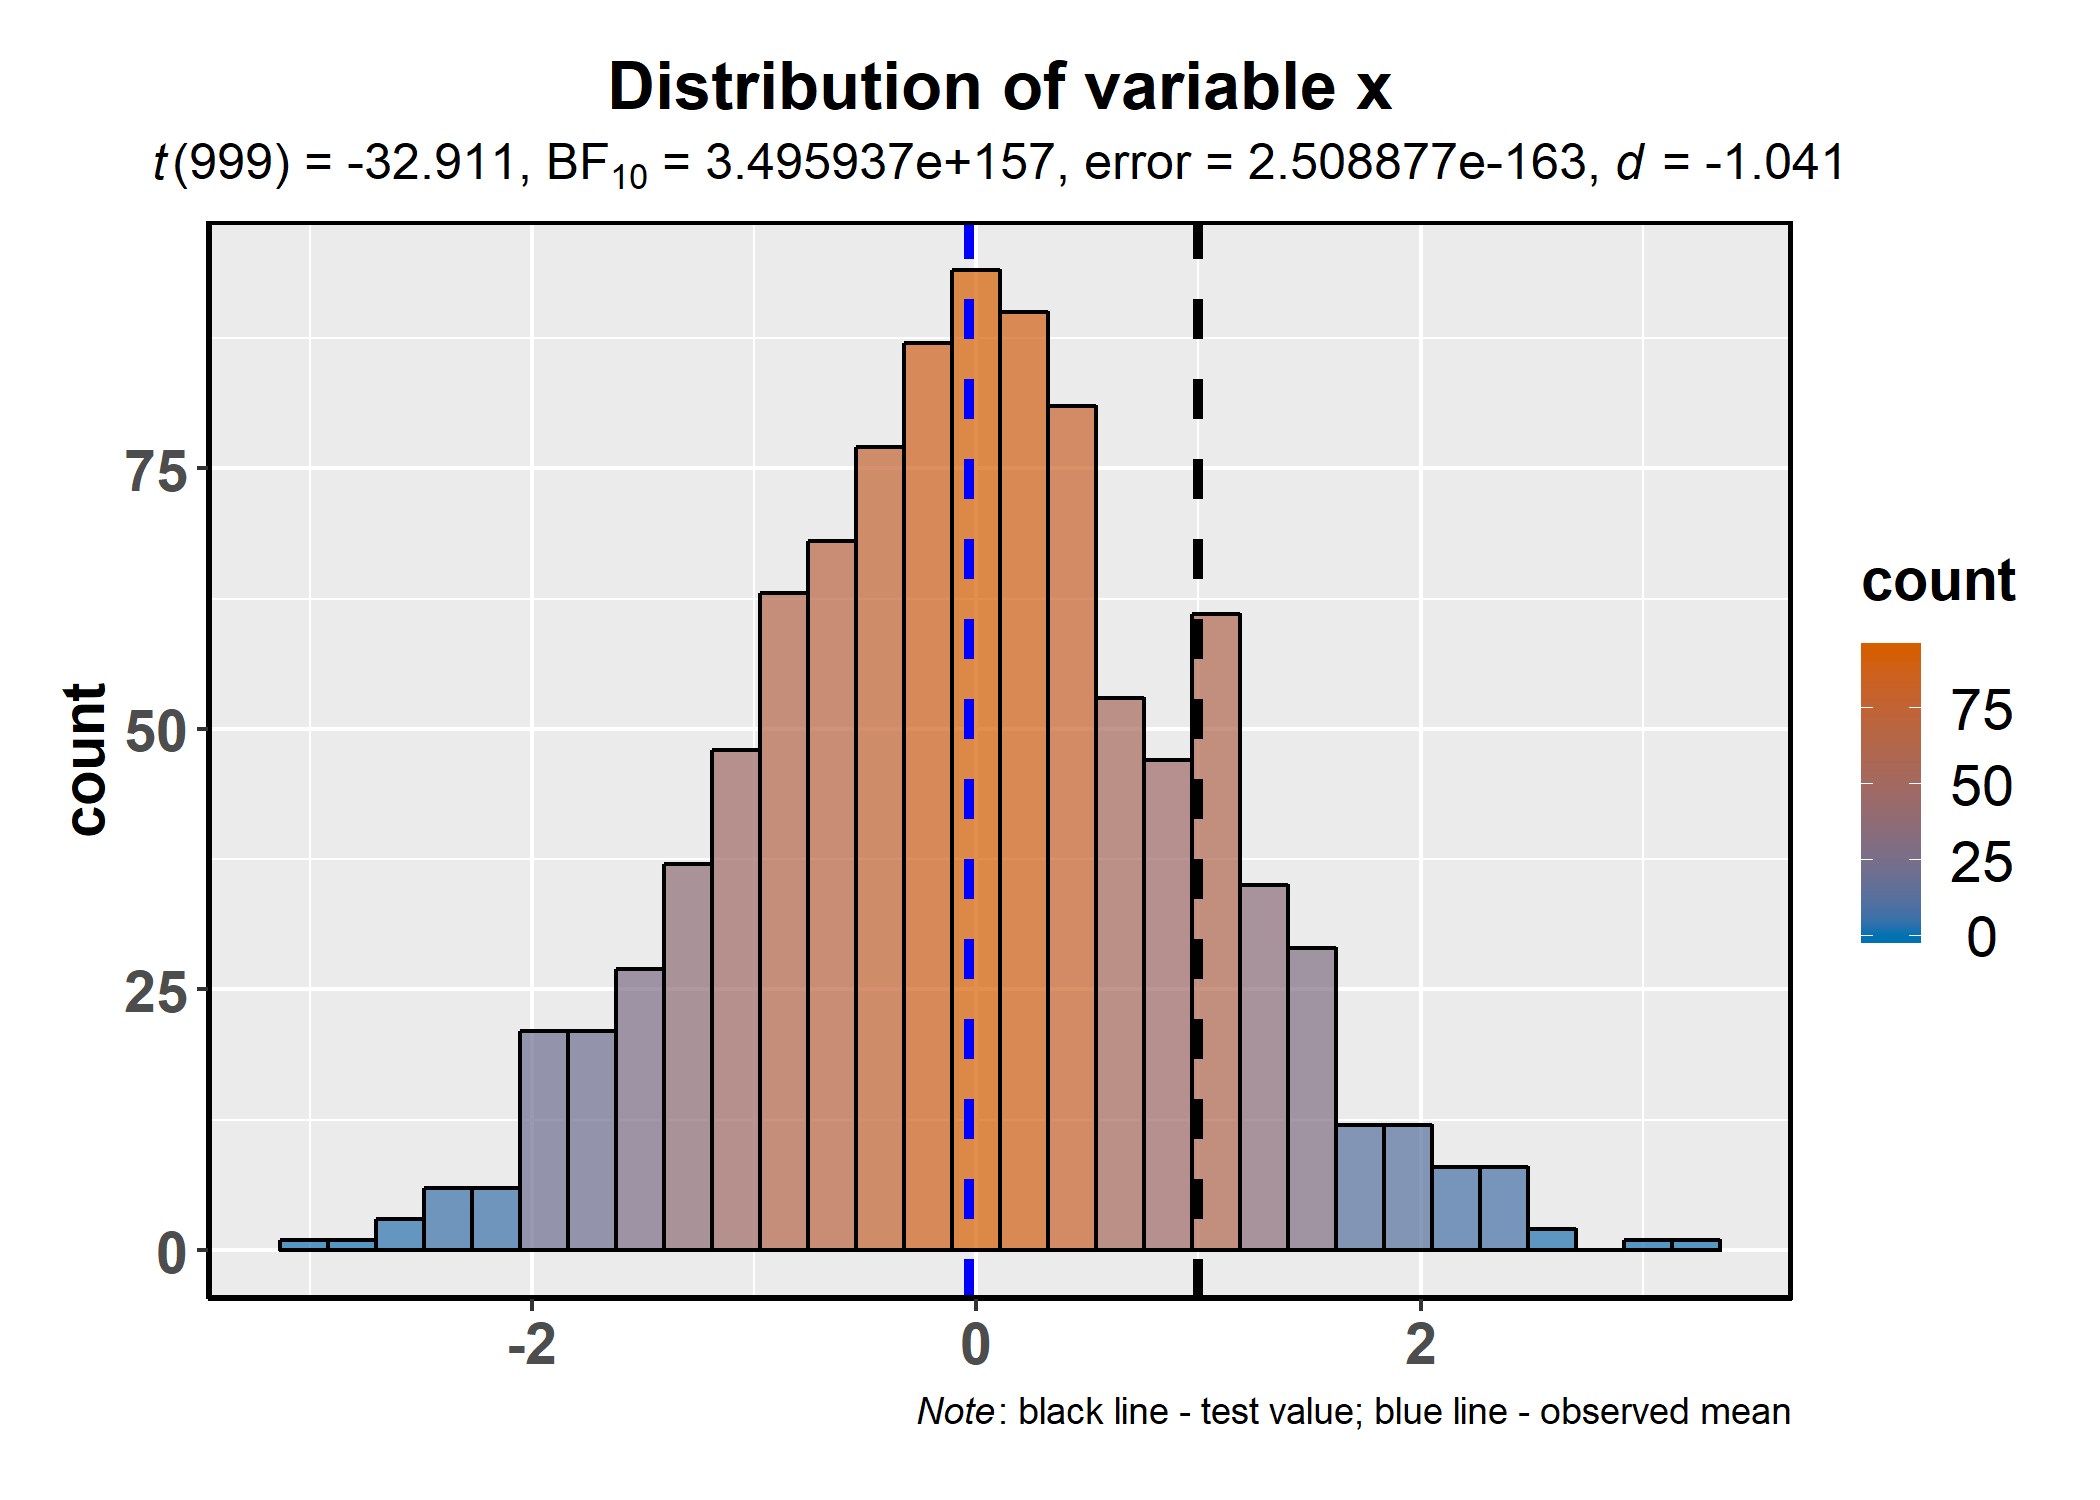 Distribution of variable x
t(999) = -32.911, BF10 = 3.495937e+157, error = 2.508877e-163, d = -1.041
count
75
50
25
0
-2
0
2
count
75
50
25
0
Note: black line - test value; blue line - observed mean